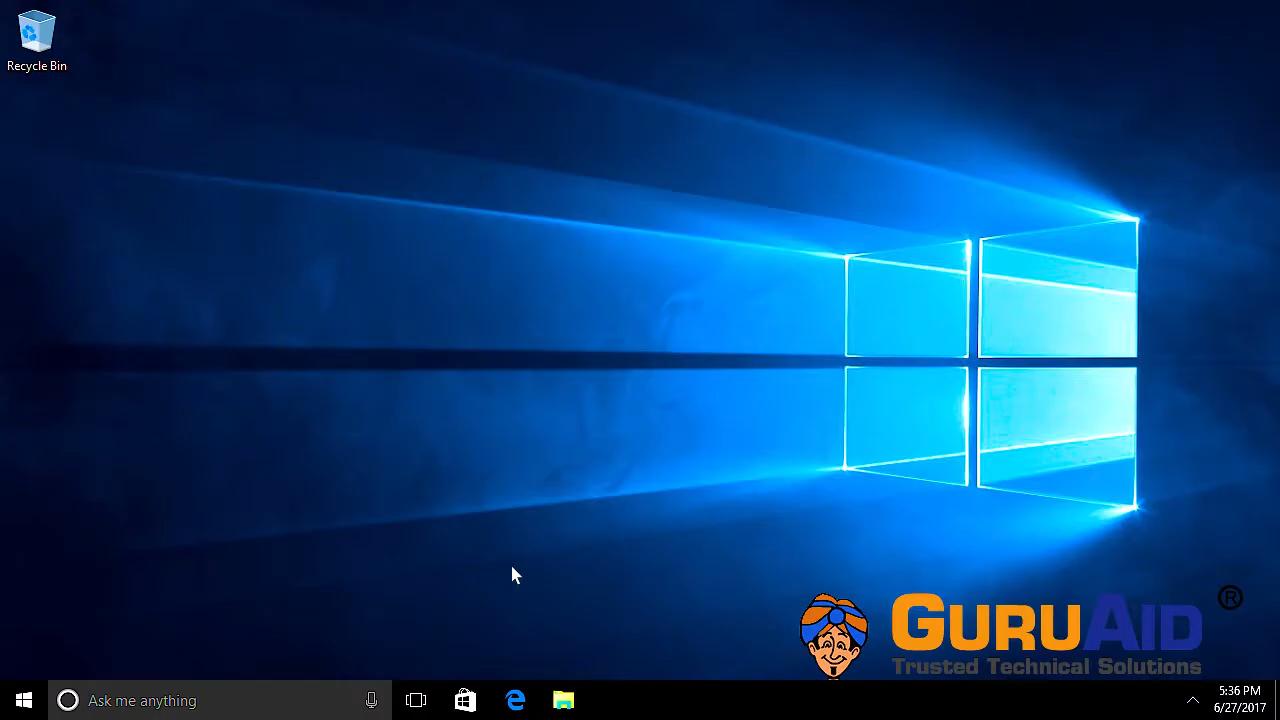 Recycle Bin
GURUAID ®
Trusted Technical Solutions
Ask me anything
5:36 PM
6/27/2017